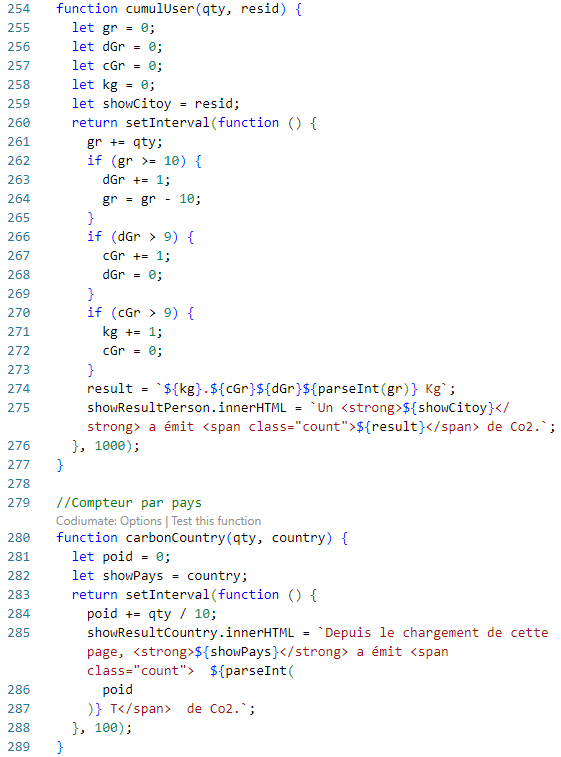 254 function cumulUser(qty, resid) {
255 let gr = 0;
256 let dGr = 0;
257 let cGr = 0;
258 let kg = 0;
259 let showCitoy = resid;
260 return setInterval(function () {
261 gr += qty;
262 if (gr >= 10) {
263 dGr += 1;
264 gr = gr - 10;
265 }
266 if (dGr > 9) {
267 cGr += 1;
268 dGr = 0;
269 }
270 if (cGr > 9) {
271 kg += 1;
272 cGr = 0;
273 }
274 result = `${kg}.${cGr}${dGr}${parseInt(gr)} Kg`;
275 showResultPerson.innerHTML = `Un <strong>${showCitoy}</
strong> a émit <span class="count">${result}</span> de Co2.`;
276 }, 1000);
277 }
278
279 //Compteur par pays
Codiumate: Options | Test this function
280 function carbonCountry(qty, country) {
281 let poid = 0;
282 let showPays = country;
283 return setInterval(function () {
284 poid += qty / 10;
285 showResultCountry.innerHTML = `Depuis le chargement de cette
page, <strong>${showPays}</strong> a émit <span
class="count">  ${parseInt(
286 poid
287 )} T</span>  de Co2.`;
288 }, 100);
289 }